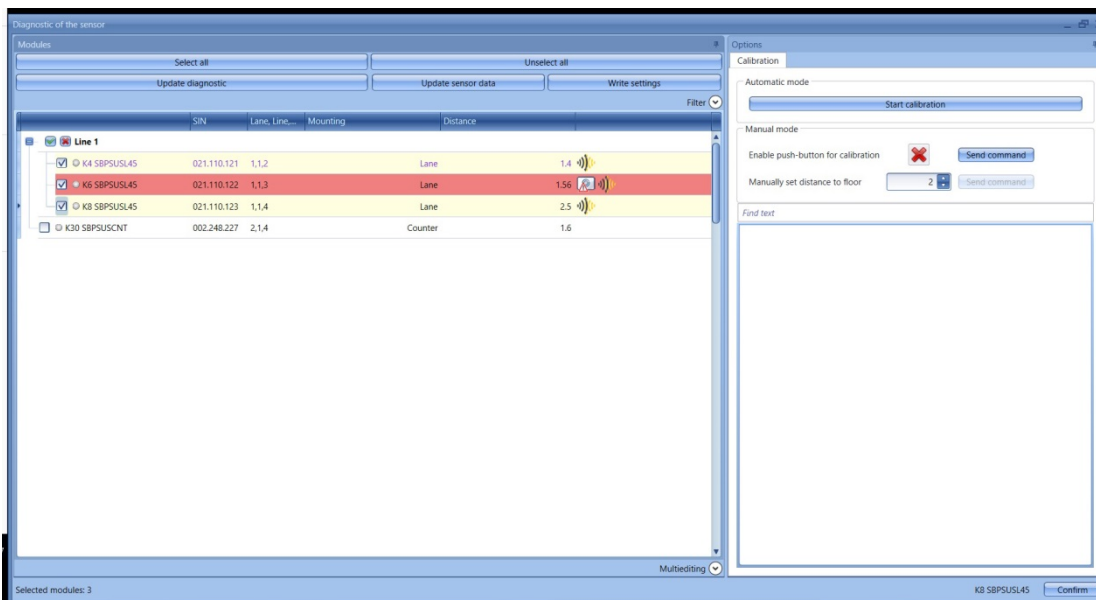 Diagnostic of the sensor
Modules
Select all Unselect all
Update diagnostic Update sensor data Write settings
Filter
SIN Lane, Line,... Mounting Distance
Line 1
K4 SBPSUSL45 021.110.121 1,1,2 Lane 1.4
K6 SBPSUSL45 021.110.122 1,1,3 Lane 1.56
K8 SBPSUSL45 021.110.123 1,1,4 Lane 2.5
K30 SBPSUSCNT 002.248.227 2,1,4 Counter 1.6
Multiediting
Options
Calibration
Automatic mode
Start calibration
Manual mode
Enable push-button for calibration Send command
Manually set distance to floor 2 Send command
Find text
Selected modules: 3 K8 SBPSUSL45 Confirm